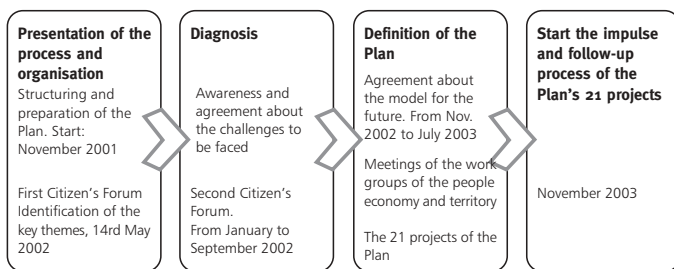 Presentation of the
process and
organisation
Structuring and
preparation of the
Plan. Start:
November 2001
First Citizen's Forum
Identification of the
key themes, 14rd May
2002
Diagnosis
Awareness and
agreement about
the challenges to
be faced
Second Citizen's
Forum.
From January to
September 2002
Definition of the
Plan
Agreement about
the model for the
future. From Nov.
2002 to July 2003
Meetings of the work
groups of the people
economy and territory
The 21 projects of the
Plan
Start the impulse
and follow-up
process of the
Plan's 21 projects
November 2003